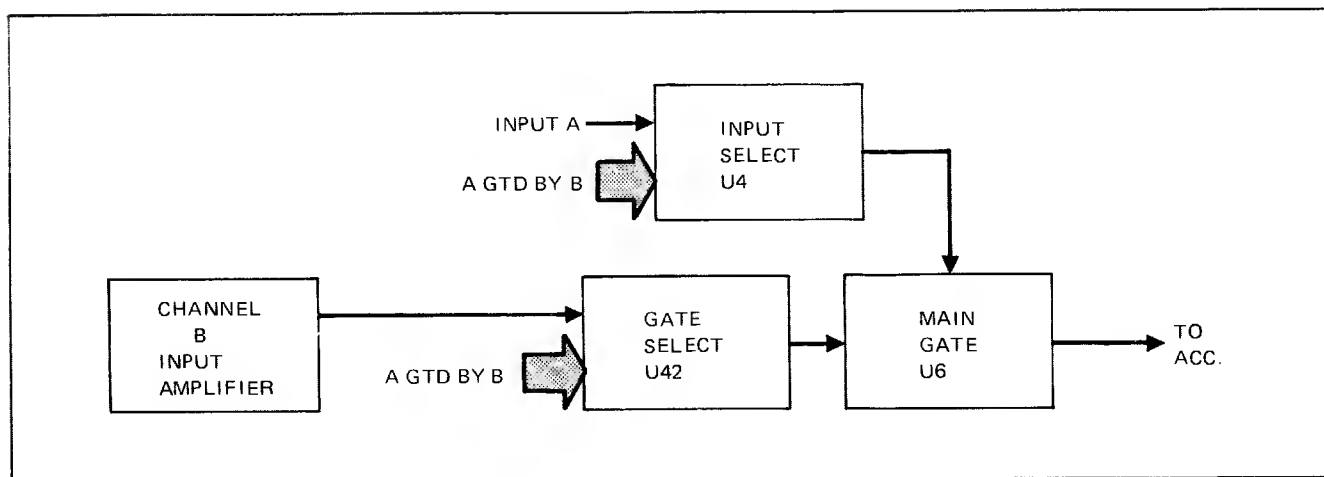 INPUT A
A GTD BY B
INPUT
SELECT
U4
CHANNEL
B
INPUT
AMPLIFIER
A GTD BY B
GATE
SELECT
U42
MAIN
GATE
U6
TO
ACC.